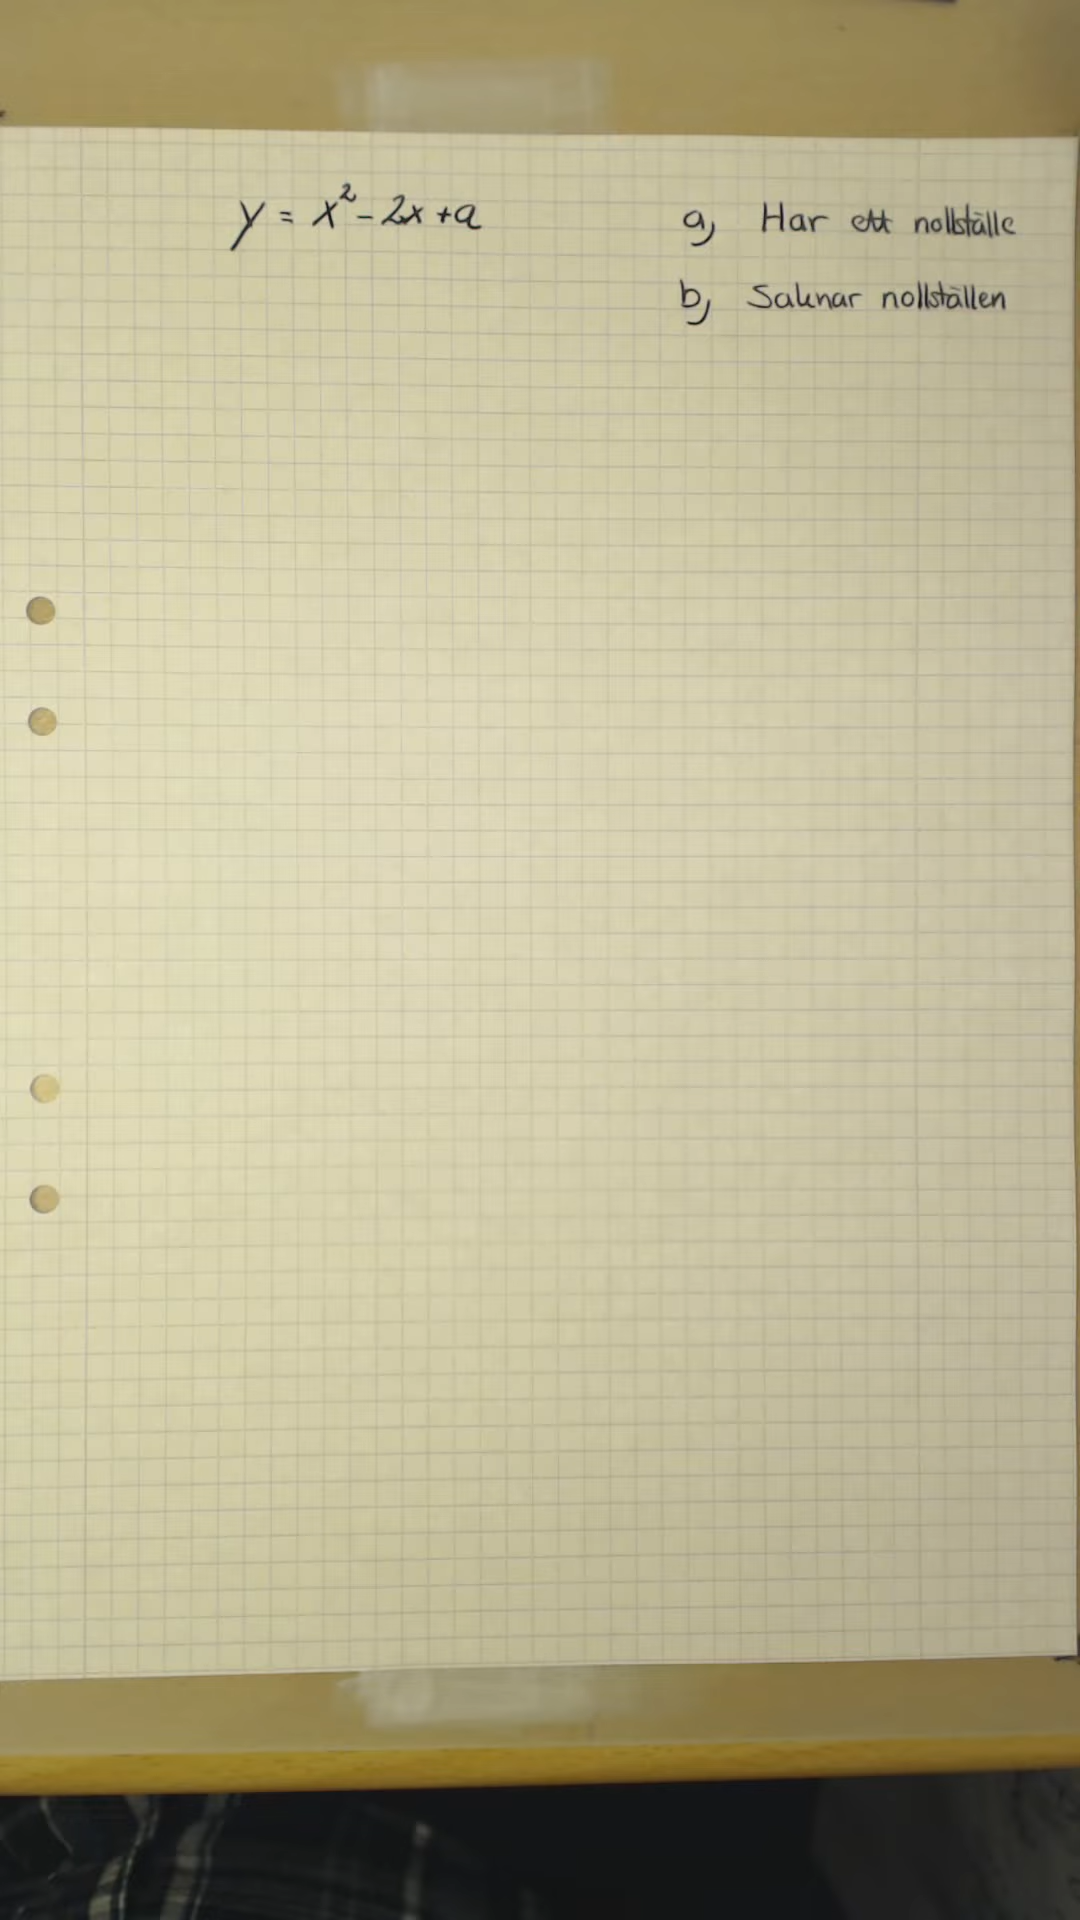 y = x² - 2x + a
a) Har ett nollställe
b) Saknar nollställen